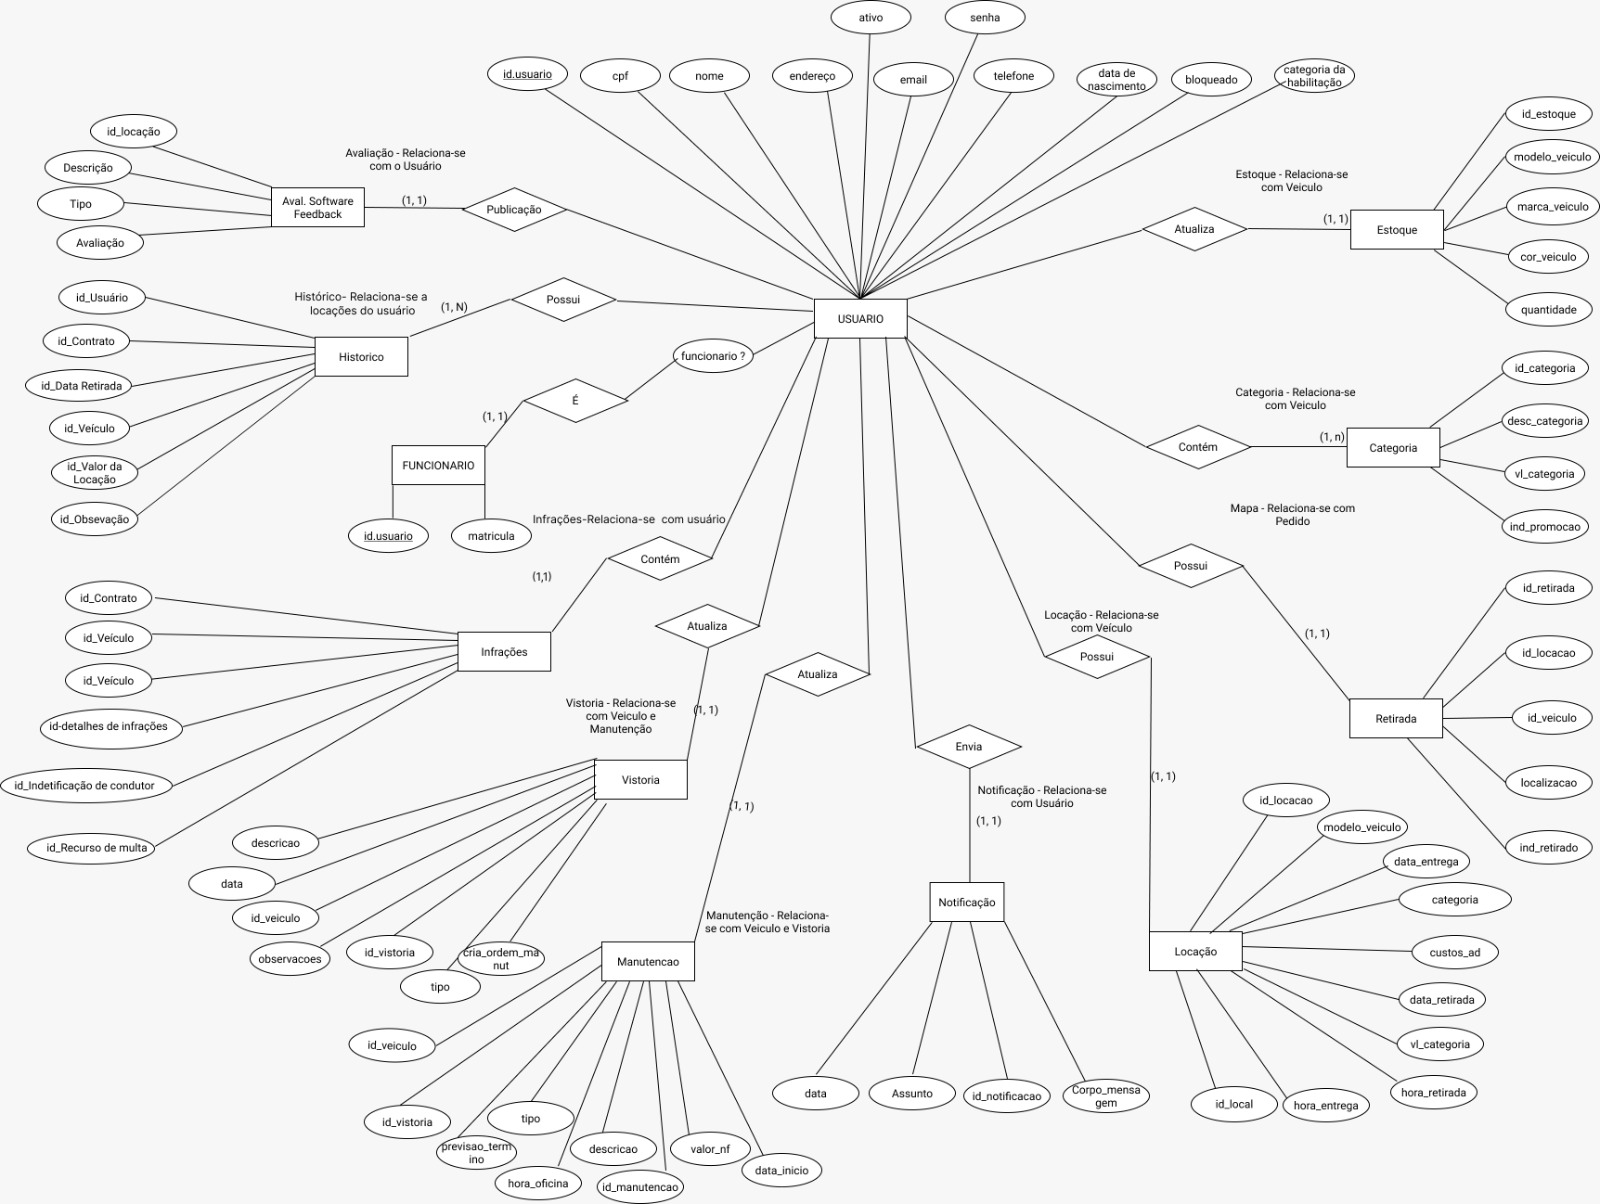 ativo
senha
id.usuario
cpf
nome
endereço
email
telefone
data de
nascimento
bloqueado
categoria da
habilitação
id_locação
Descrição
Tipo
Avaliação
Aval. Software
Feedback
Avaliação - Relaciona-se
com o Usuário
(1, 1)
Publicação
Estoque - Relaciona-se
com Veiculo
Atualiza
(1, 1)
Estoque
id_estoque
modelo_veiculo
marca_veiculo
cor_veiculo
quantidade
id_Usuário
id_Contrato
id_Data Retirada
id_Veículo
id_Valor da
Locação
id_Obsevação
Histórico- Relaciona-se a
locações do usuário
(1, N)
Possui
Historico
USUARIO
funcionario ?
É
(1, 1)
FUNCIONARIO
id.usuario
matricula
Categoria - Relaciona-se
com Veiculo
Contém
(1, n)
Categoria
id_categoria
desc_categoria
vl_categoria
ind_promocao
Mapa - Relaciona-se com
Pedido
Possui
(1, 1)
Retirada
id_retirada
id_locacao
id_veiculo
localizacao
ind_retirado
Infrações-Relaciona-se  com usuário
Contém
(1,1)
Infrações
id_Contrato
id_Veículo
id_Veículo
id-detalhes de infrações
id_Indetificação de condutor
id_Recurso de multa
Atualiza
Vistoria - Relaciona-se
com Veiculo e
Manutenção
(1, 1)
Vistoria
descricao
data
id_veiculo
observacoes
id_vistoria
tipo
cria_ordem_ma
nut
Atualiza
(1, 1)
Manutenção - Relaciona-
se com Veiculo e Vistoria
Manutencao
id_veiculo
id_vistoria
previsao_term
ino
tipo
hora_oficina
descricao
id_manutencao
valor_nf
data_inicio
Envia
Notificação - Relaciona-se
com Usuário
(1, 1)
Notificação
data
Assunto
id_notificacao
Corpo_mensa
gem
Locação - Relaciona-se
com Veículo
Possui
(1, 1)
Locação
id_locacao
modelo_veiculo
data_entrega
categoria
custos_ad
data_retirada
vl_categoria
hora_retirada
hora_entrega
id_local